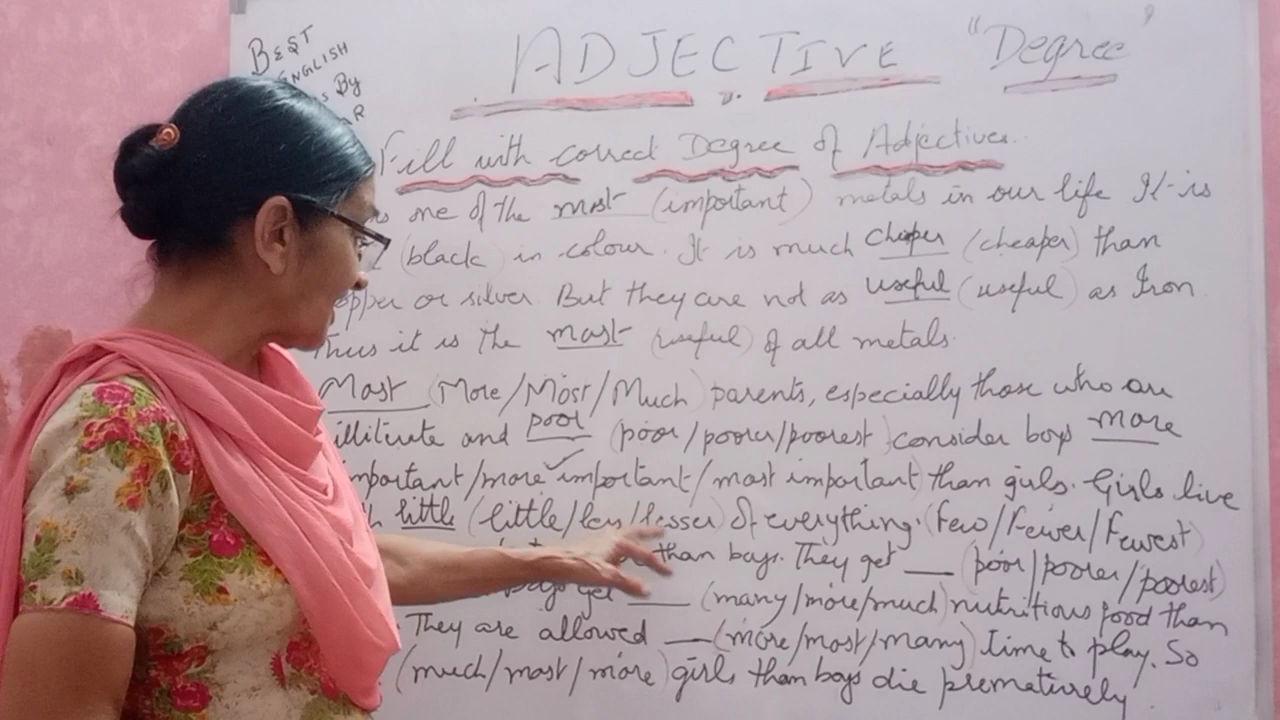 BEST
ENGLISH
By
ADJECTIVE "Degree"
Fill with correct Degree of Adjectives.
one of the most (important) metals in our life It is
(black) in colour. It is much cheaper (cheaper) than
or silver. But they are not as useful (useful) as Iron
Thus it is the most (useful) of all metals.
Most (More/Most/Much) parents, especially those who are
illiterate and poor (poor/poorer/poorest) consider boys more
important/more important/most important) than girls. Girls live
little (little/less/lesser) of everything. (Few/Fewer/Fewest)
than boys. They get ___ (poor/poorer/poorest)
boys get ___ (many/more/much) nutritious food than
They are allowed ___ (more/most/many) time to play. So
(much/most/more) girls than boys die prematurely